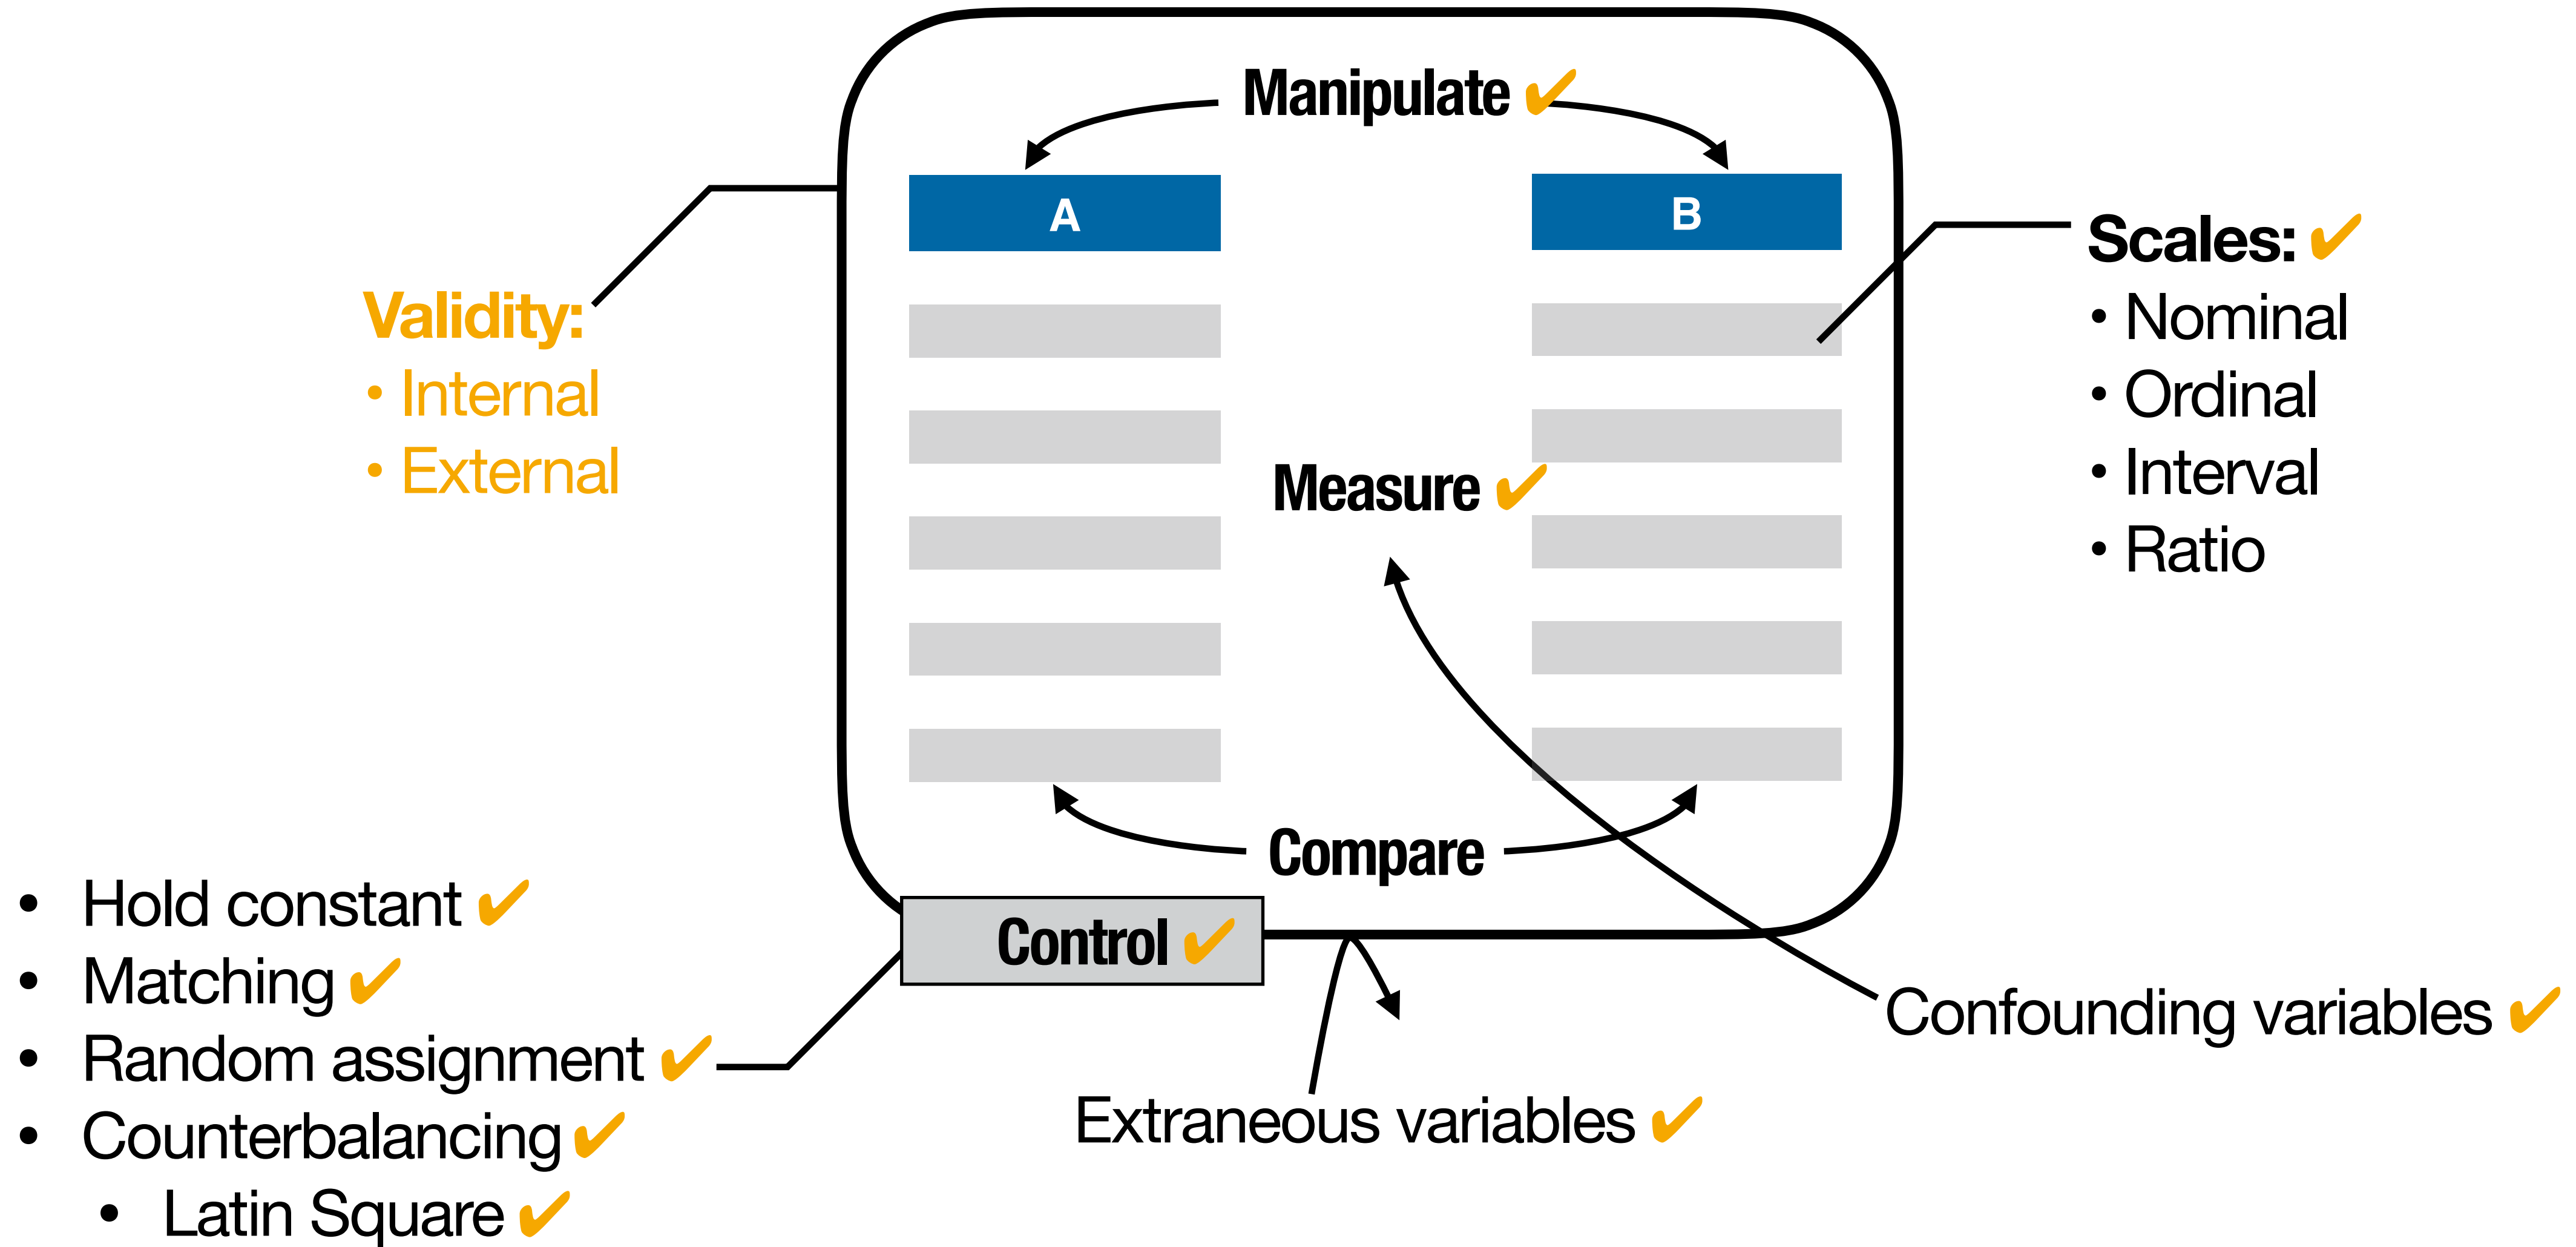 Manipulate ✔
A
B
Validity:
• Internal
• External
Scales: ✔
• Nominal
• Ordinal
• Interval
• Ratio
Measure ✔
Compare
Control ✔
• Hold constant ✔
• Matching ✔
• Random assignment ✔
• Counterbalancing ✔
• Latin Square ✔
Extraneous variables ✔
Confounding variables ✔